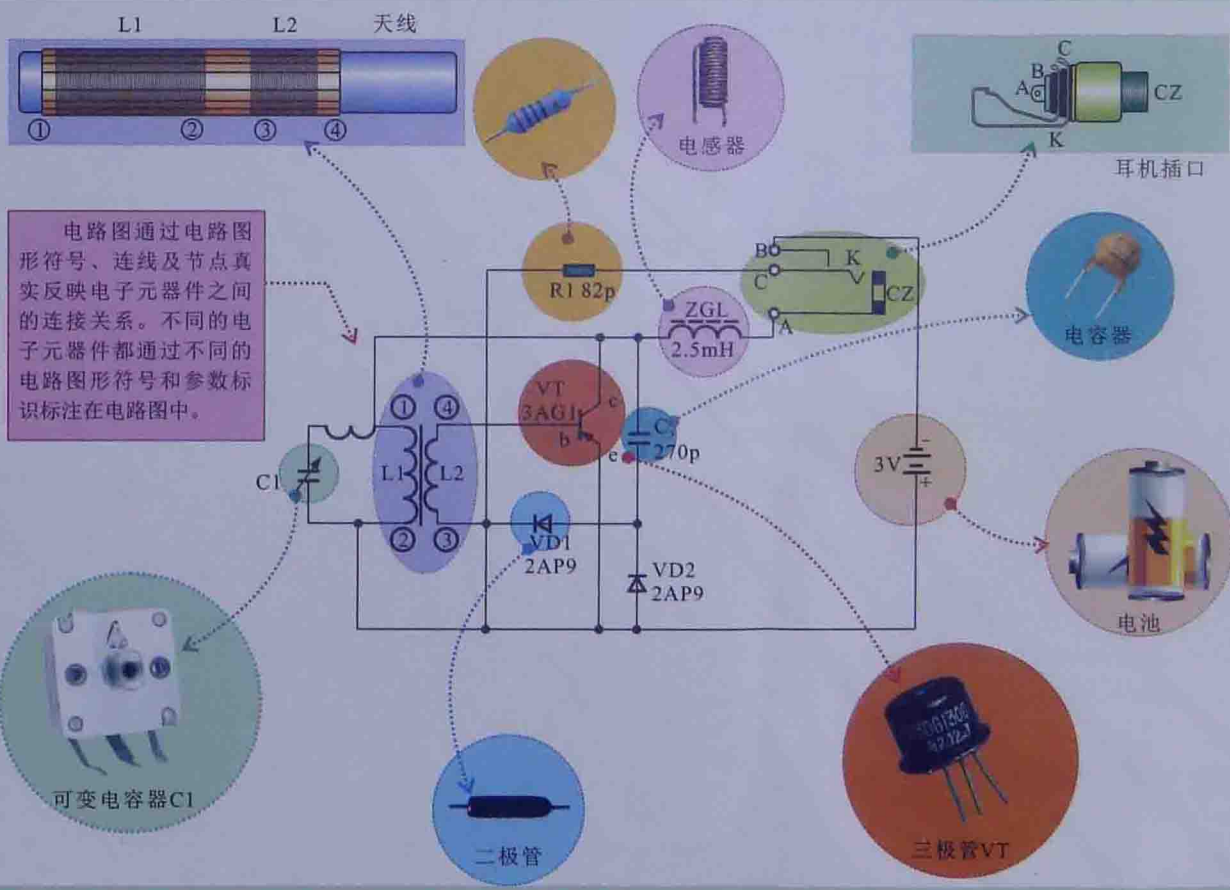 L1 L2 天线
① ② ③ ④
电感器
C
B
A
CZ
K
耳机插口
电路图通过电路图
形符号、连线及节点真
实反映电子元器件之间
的连接关系。不同的电
子元器件都通过不同的
电路图形符号和参数标
识标注在电路图中。
R1 82p
B
K
C
CZ
A
ZGL
2.5mH
电容器
VT
3AG1
c
b
e
① ④
L1 L2
② ③
C1
270p
3V
-
+
VD1
2AP9
VD2
2AP9
电池
可变电容器C1
二极管
三极管VT